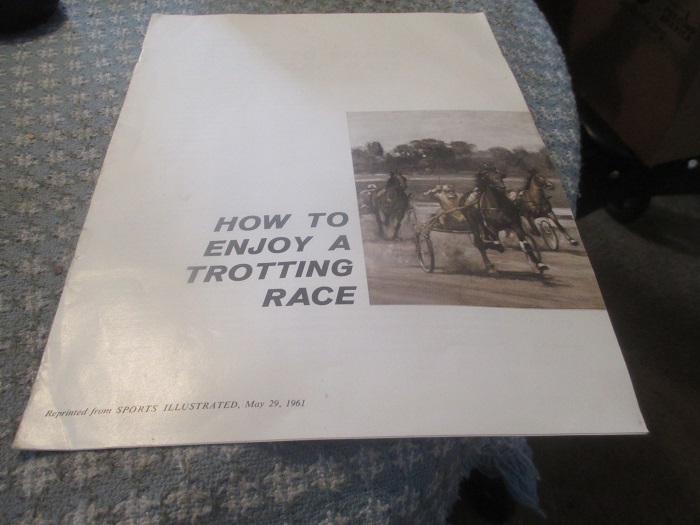 HOW TO
ENJOY A
TROTTING
RACE
Reprinted from SPORTS ILLUSTRATED, May 29, 1961